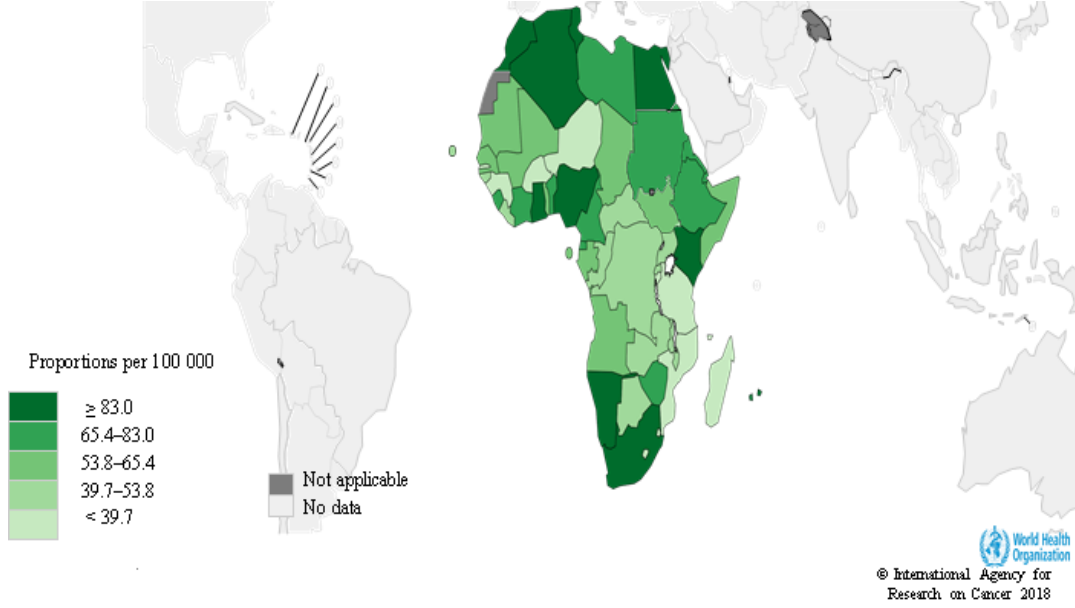 Proportions per 100 000
≥ 83.0
65.4–83.0
53.8–65.4
39.7–53.8
< 39.7
Not applicable
No data
World Health
Organization
© International Agency for
Research on Cancer 2018